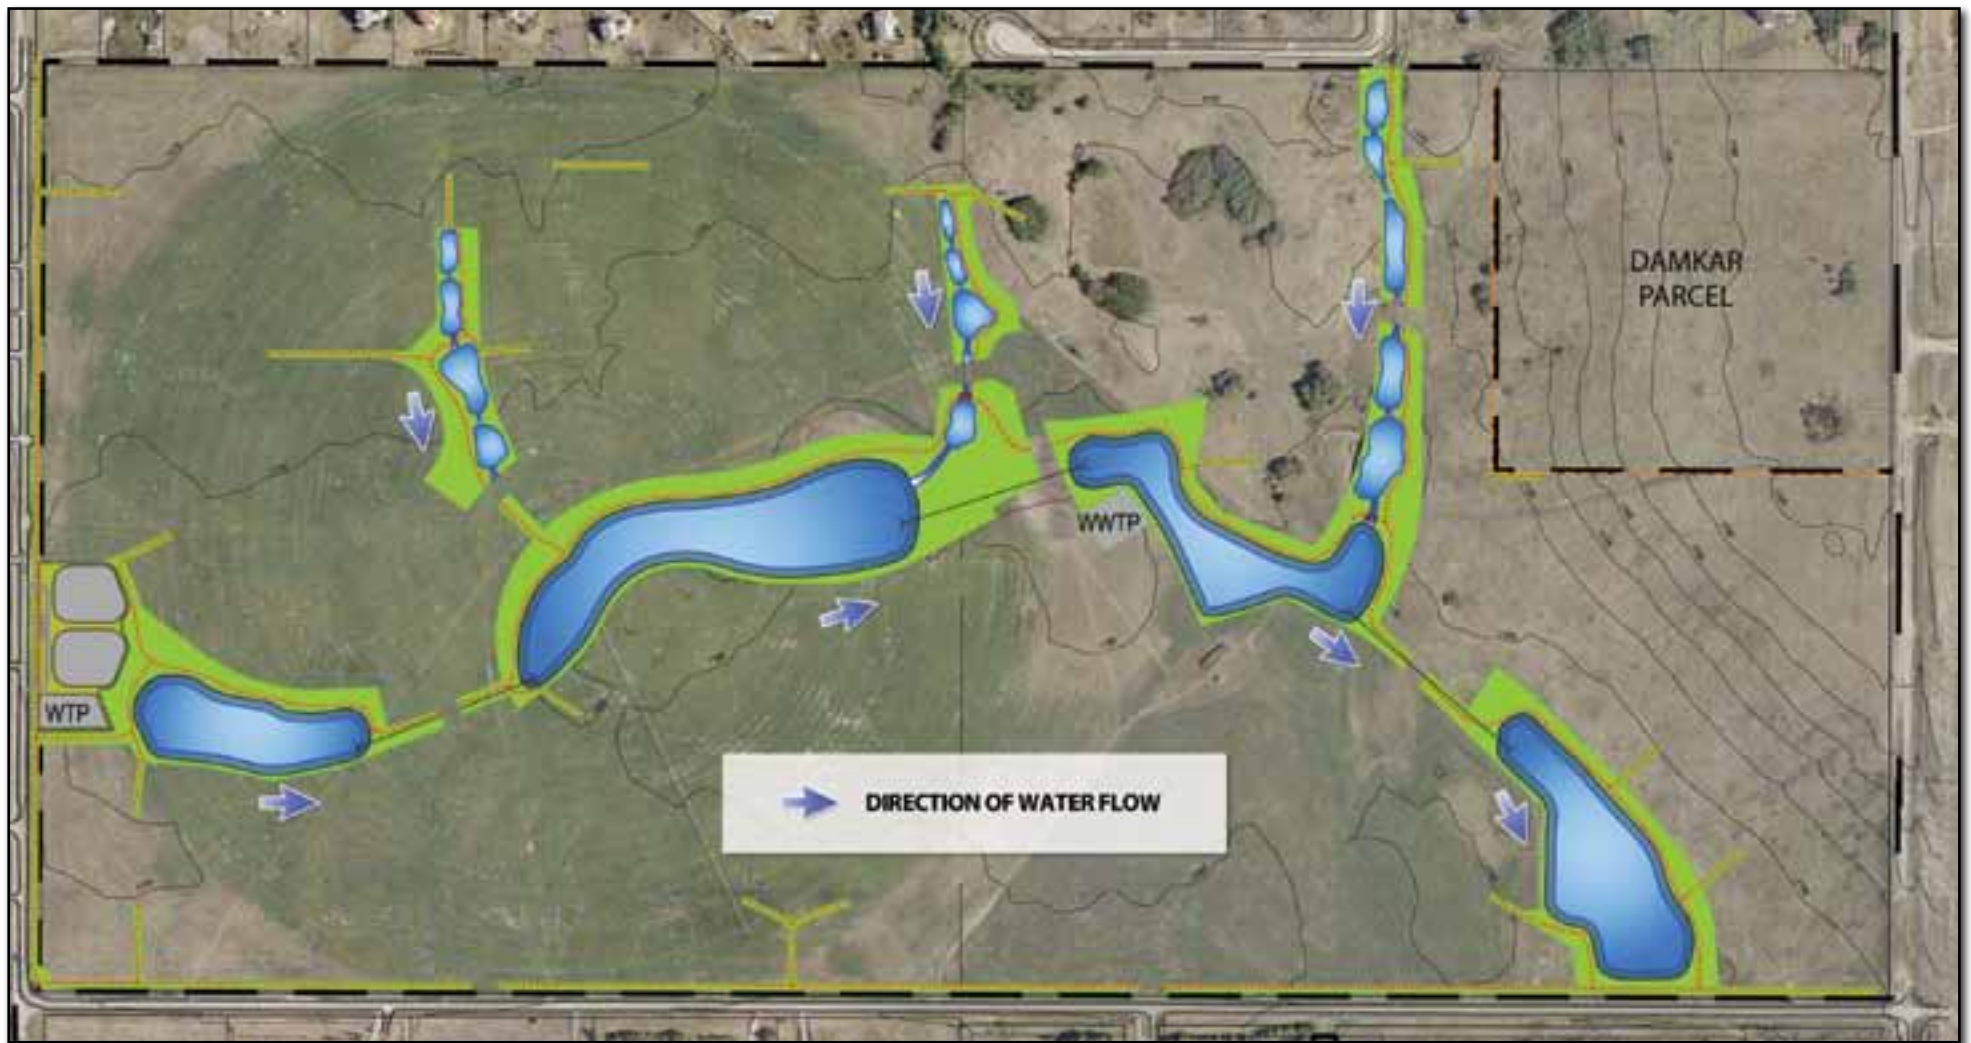 DAMKAR
PARCEL
WWTP
WTP
DIRECTION OF WATER FLOW